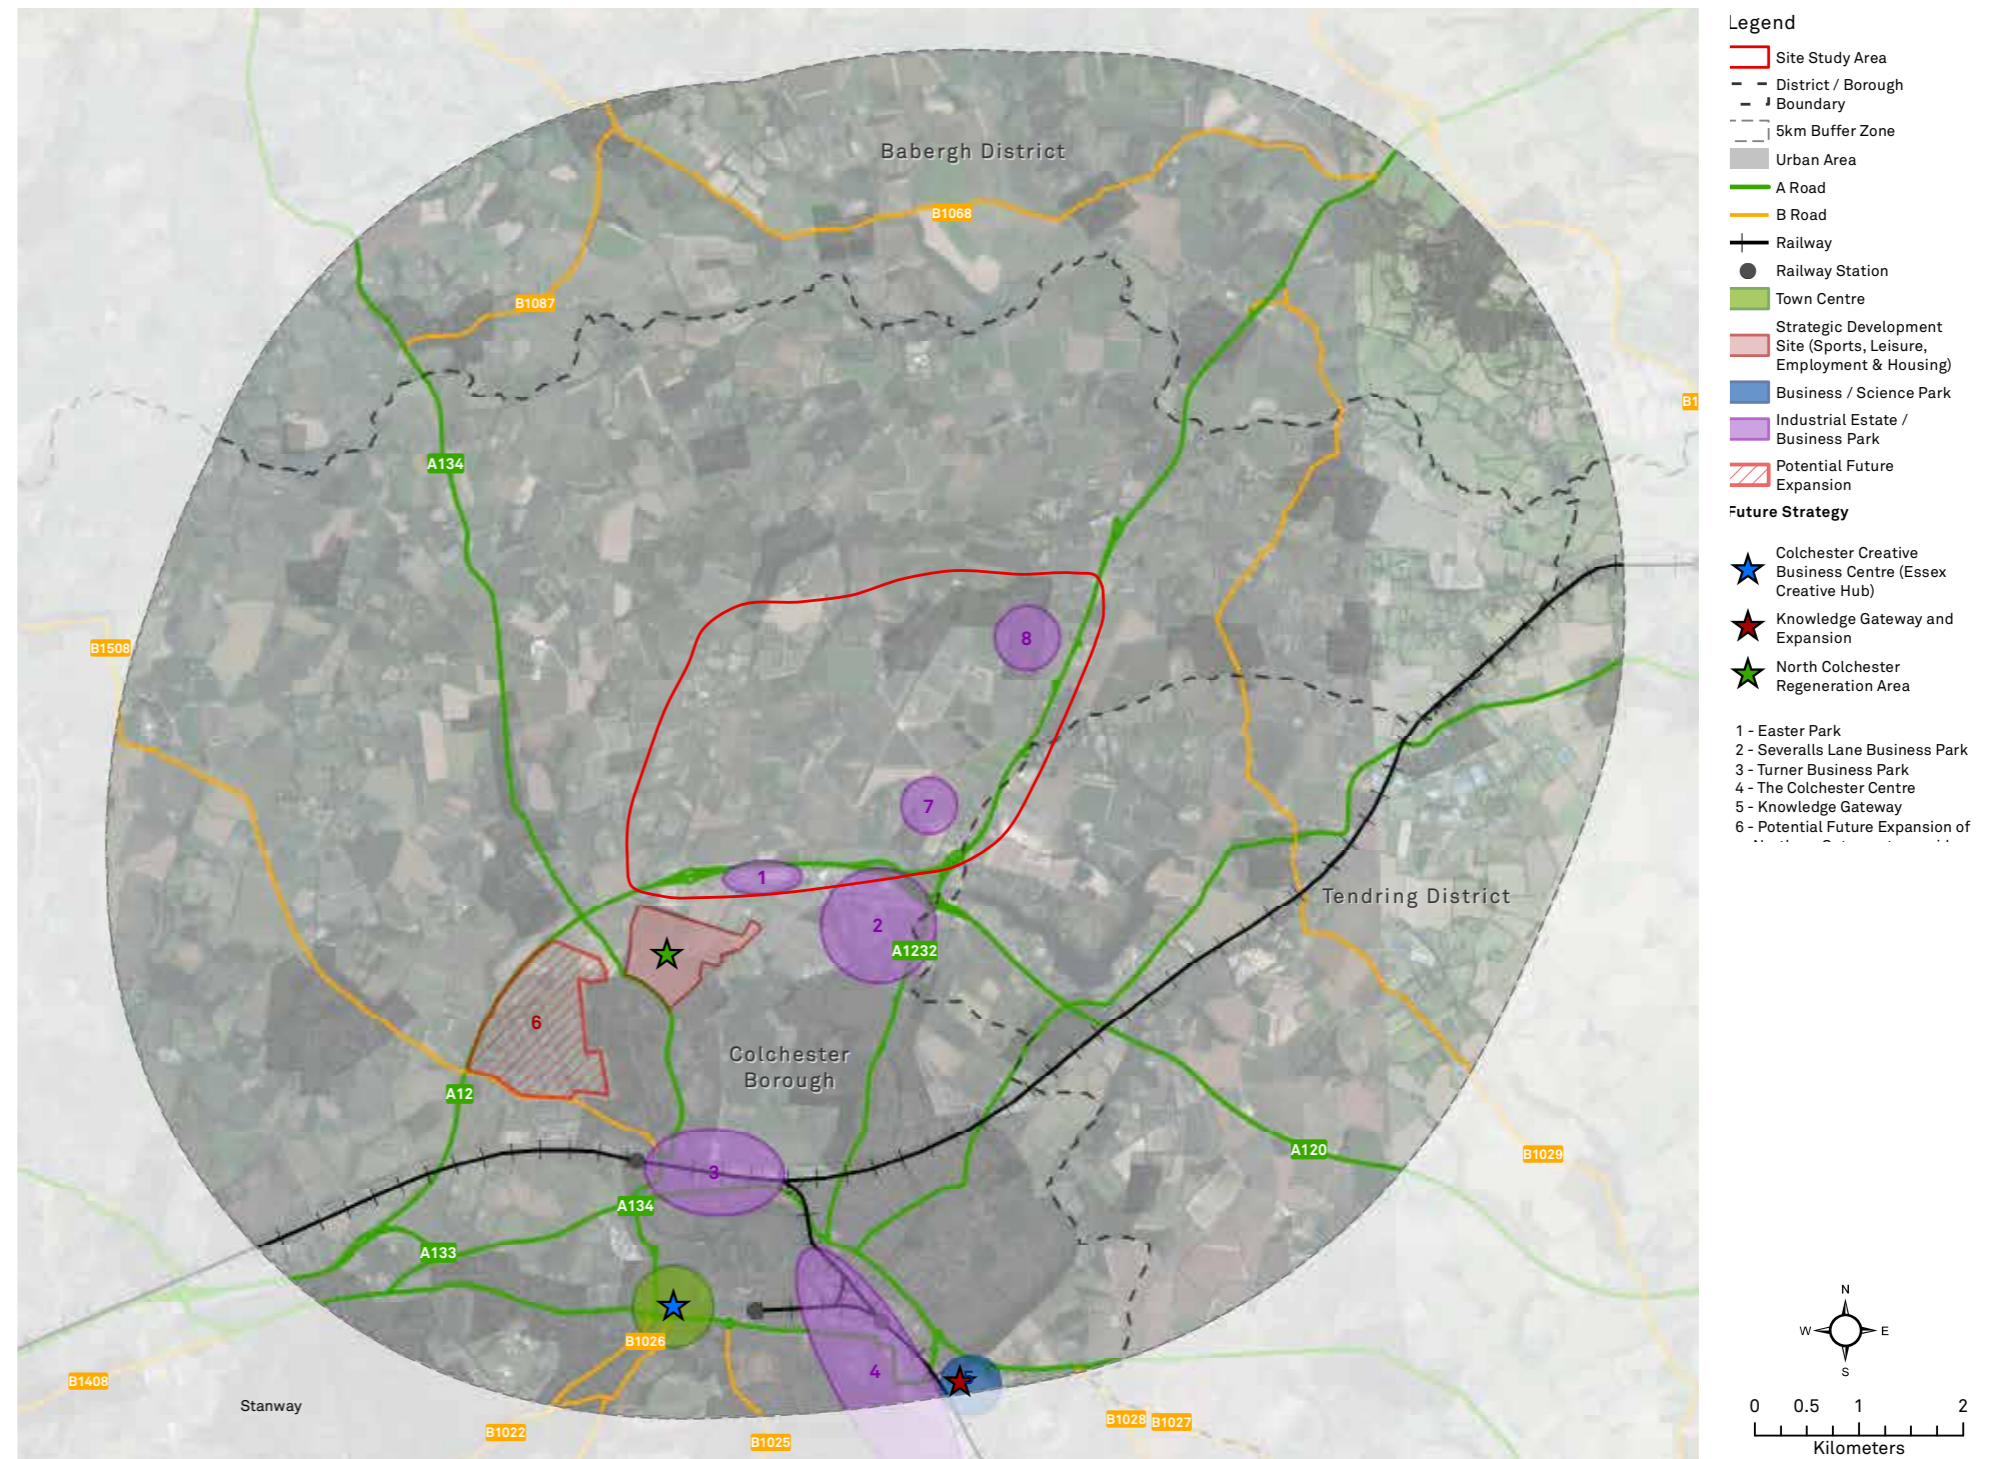 Babergh District
B1068
B1087
A134
B1508
B1
8
7
1
2
A1232
6
Colchester
Borough
Tendring District
A12
3
A134
A133
A120
B1029
B1026
4
B1408
Stanway
B1022
B1025
B1028
B1027
Legend
Site Study Area
District / Borough
Boundary
5km Buffer Zone
Urban Area
A Road
B Road
Railway
Railway Station
Town Centre
Strategic Development
Site (Sports, Leisure,
Employment & Housing)
Business / Science Park
Industrial Estate /
Business Park
Potential Future
Expansion
Future Strategy
Colchester Creative
Business Centre (Essex
Creative Hub)
Knowledge Gateway and
Expansion
North Colchester
Regeneration Area
1 - Easter Park
2 - Severalls Lane Business Park
3 - Turner Business Park
4 - The Colchester Centre
5 - Knowledge Gateway
6 - Potential Future Expansion of
N
W E
S
0 0.5 1 2
Kilometers